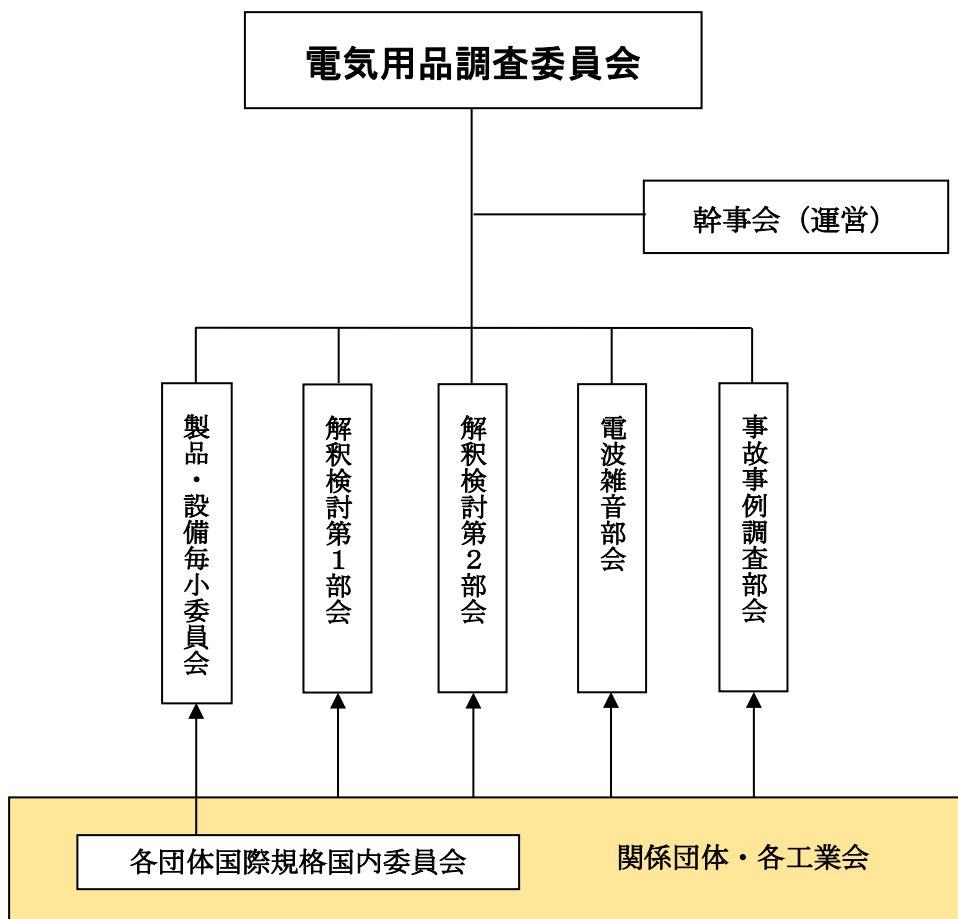 電気用品調査委員会
幹事会（運営）
製品・設備毎小委員会
解釈検討第１部会
解釈検討第２部会
電波雑音部会
事故事例調査部会
各団体国際規格国内委員会
関係団体・各工業会